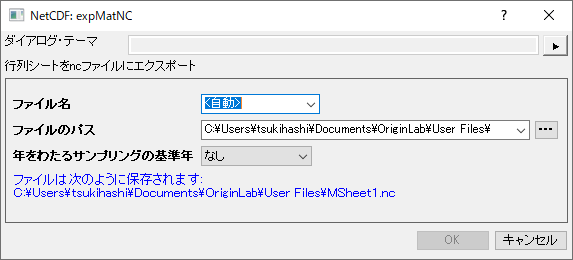 NetCDF: expMatNC
ダイアログ・テーマ
行列シートをncファイルにエクスポート
ファイル名 <自動>
ファイルのパス C:¥Users¥tsukihashi¥Documents¥OriginLab¥User Files¥
年をわたるサンプリングの基準年 なし
ファイルは次のように保存されます:
C:¥Users¥tsukihashi¥Documents¥OriginLab¥User Files¥MSheet1.nc
OK キャンセル